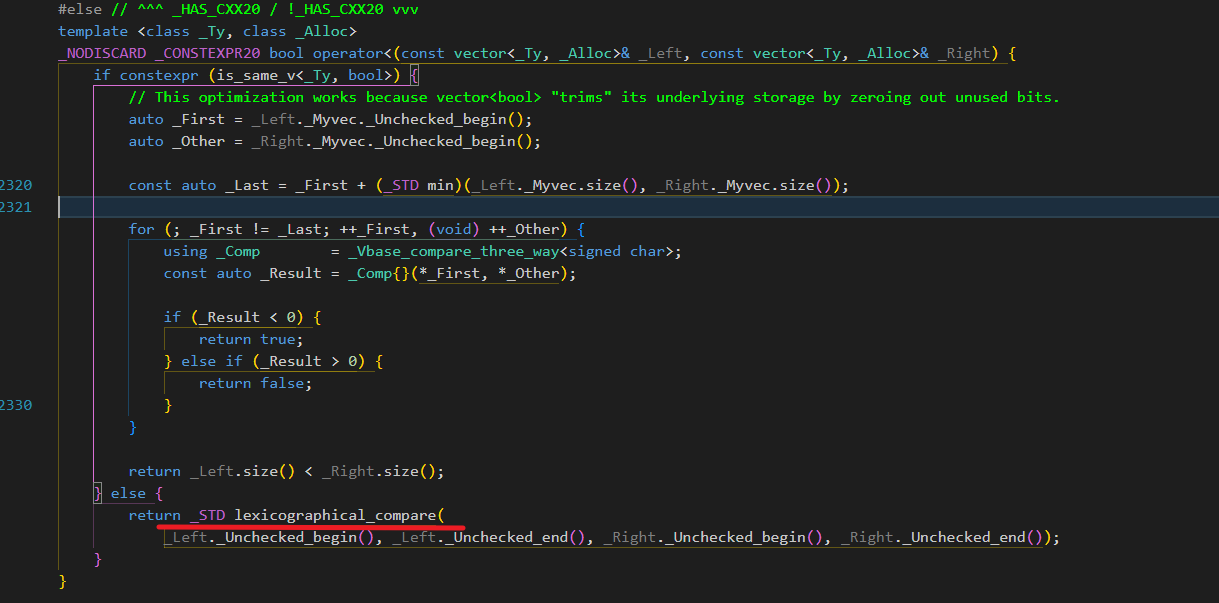 #else // ^^^ _HAS_CXX20 / !_HAS_CXX20 vvv
template <class _Ty, class _Alloc>
_NODISCARD _CONSTEXPR20 bool operator<(const vector<_Ty, _Alloc>& _Left, const vector<_Ty, _Alloc>& _Right) {
    if constexpr (is_same_v<_Ty, bool>) {
        // This optimization works because vector<bool> "trims" its underlying storage by zeroing out unused bits.
        auto _First = _Left._Myvec._Unchecked_begin();
        auto _Other = _Right._Myvec._Unchecked_begin();
2320        const auto _Last = _First + (_STD min)(_Left._Myvec.size(), _Right._Myvec.size());
2321
        for (; _First != _Last; ++_First, (void) ++_Other) {
            using _Comp        = _Vbase_compare_three_way<signed char>;
            const auto _Result = _Comp{}(*_First, *_Other);
            if (_Result < 0) {
                return true;
            } else if (_Result > 0) {
                return false;
2330            }
        }
        return _Left.size() < _Right.size();
    } else {
        return _STD lexicographical_compare(
            _Left._Unchecked_begin(), _Left._Unchecked_end(), _Right._Unchecked_begin(), _Right._Unchecked_end());
    }
}